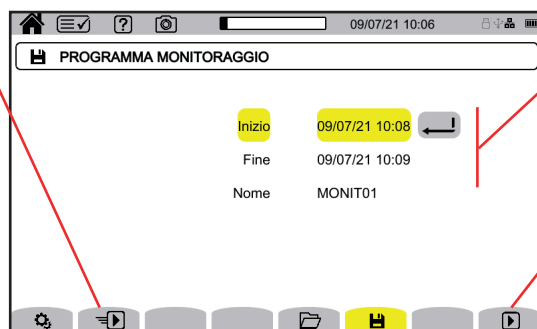 09/07/21 10:06
PROGRAMMA MONITORAGGIO
Inizio 09/07/21 10:08
Fine 09/07/21 10:09
Nome MONIT01